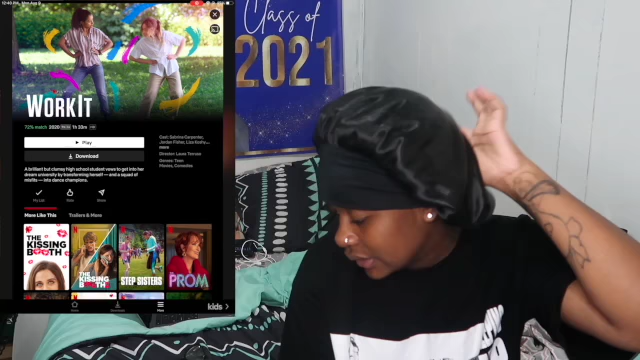 WORKIT
72% match 2020 1h 33m
Play
Download
A brilliant but clumsy high school student vows to get into her
dream university by transforming herself — and a squad of
misfits — into dance champions.
Cast: Sabrina Carpenter,
Jordan Fisher, Liza Koshy...
more
Director: Laura Terruso
Genres: Teen
Movies, Comedies
My List
Rate
Share
More Like This
Trailers & More
THE
KISSING
BOOTH
THE
KISSING
BOOTH
STEP SISTERS
THE
PROM
kids
Class of
2021